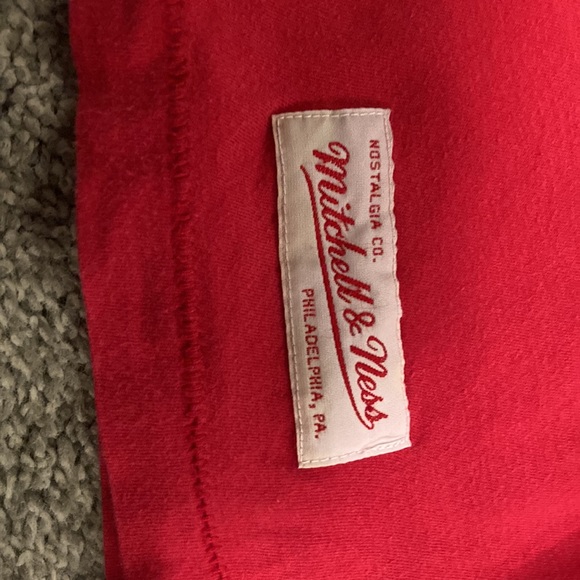 NOSTALGIA CO.
Mitchell & Ness
PHILADELPHIA, PA.